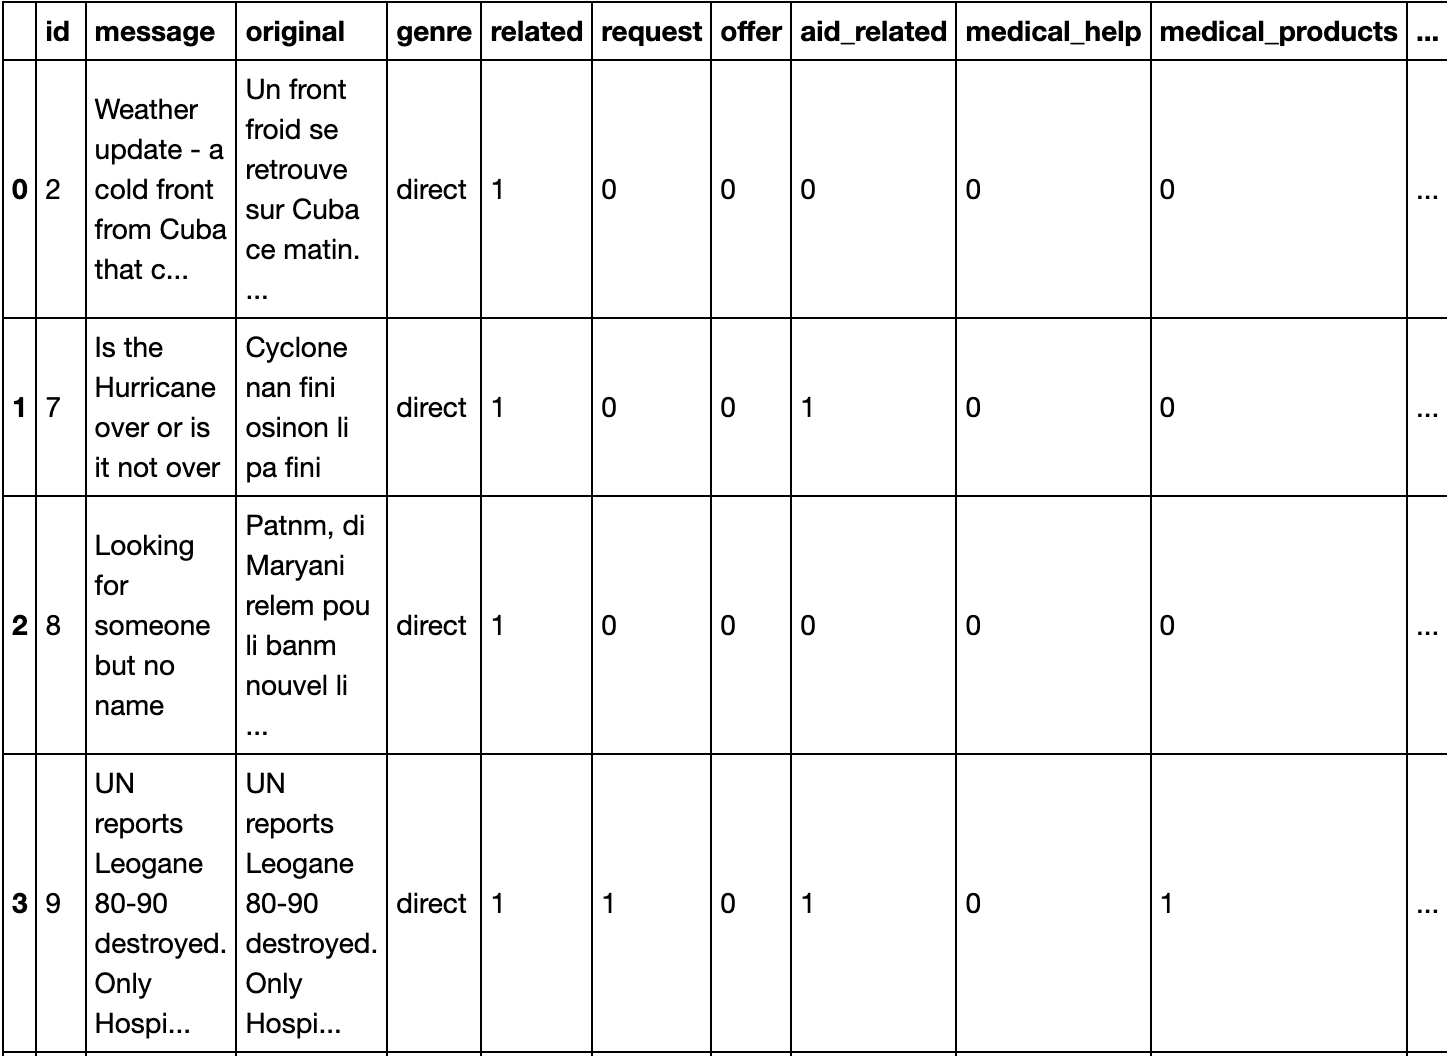 id message original genre related request offer aid_related medical_help medical_products ...
0 2 Weather update - a cold front from Cuba that c... Un front froid se retrouve sur Cuba ce matin. ... direct 1 0 0 0 0 0 ...
1 7 Is the Hurricane over or is it not over Cyclone nan fini osinon li pa fini direct 1 0 0 1 0 0 ...
2 8 Looking for someone but no name Patnm, di Maryani relem pou li banm nouvel li ... direct 1 0 0 0 0 0 ...
3 9 UN reports Leogane 80-90 destroyed. Only Hospi... UN reports Leogane 80-90 destroyed. Only Hospi... direct 1 1 0 1 0 1 ...